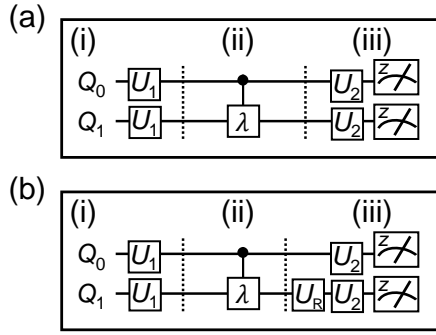 (a)
(i) (ii) (iii)
Q0 U1 U2 z
Q1 U1 λ U2 z
(b)
(i) (ii) (iii)
Q0 U1 U2 z
Q1 U1 λ UR U2 z